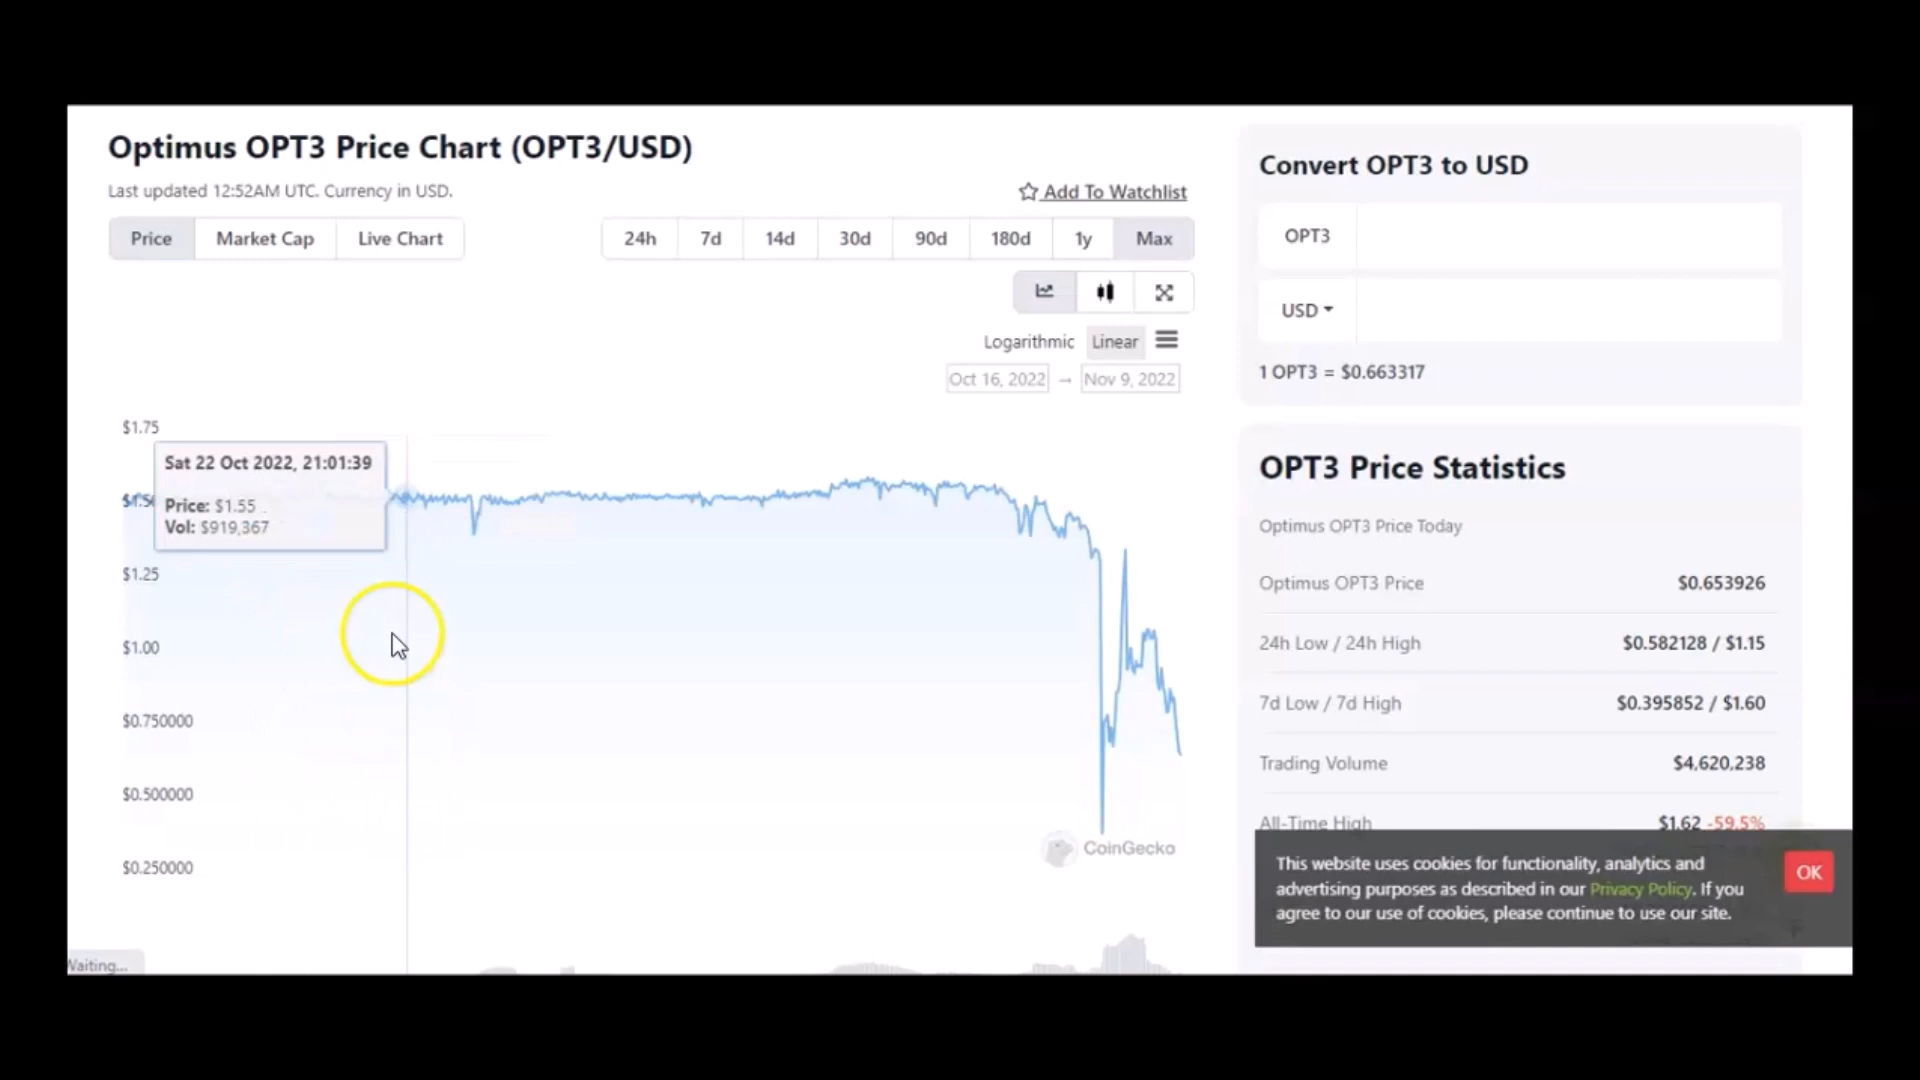 Optimus OPT3 Price Chart (OPT3/USD)
Last updated 12:52AM UTC. Currency in USD.
Add To Watchlist
Price Market Cap Live Chart
24h 7d 14d 30d 90d 180d 1y Max
Logarithmic Linear
Oct 16, 2022 → Nov 9, 2022
$1.75
Sat 22 Oct 2022, 21:01:39
Price: $1.55
Vol: $919,367
$1.25
$1.00
$0.750000
$0.500000
$0.250000
CoinGecko
Waiting...
Convert OPT3 to USD
OPT3
USD
1 OPT3 = $0.663317
OPT3 Price Statistics
Optimus OPT3 Price Today
Optimus OPT3 Price $0.653926
24h Low / 24h High $0.582128 / $1.15
7d Low / 7d High $0.395852 / $1.60
Trading Volume $4,620,238
All-Time High $1.62 -59.5%
This website uses cookies for functionality, analytics and
advertising purposes as described in our Privacy Policy. If you
agree to our use of cookies, please continue to use our site.
OK